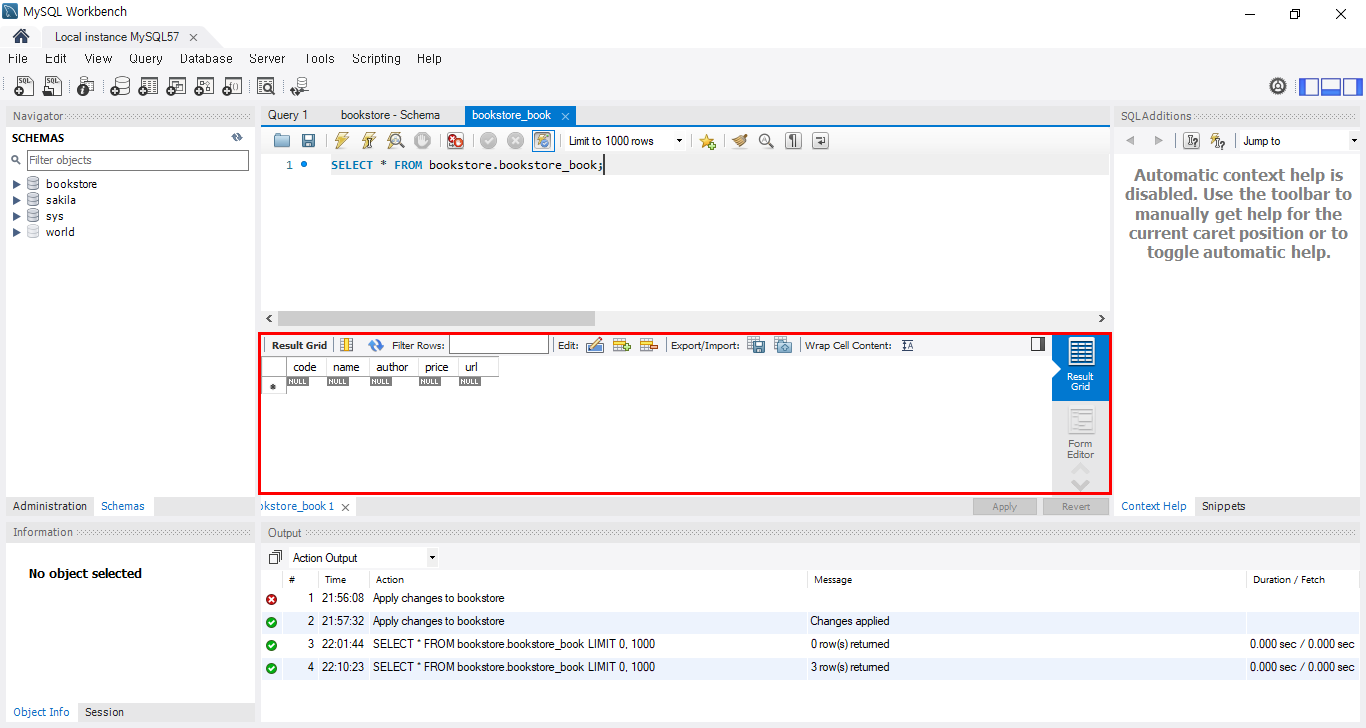 MySQL Workbench
Local instance MySQL57
File Edit View Query Database Server Tools Scripting Help
Navigator
SCHEMAS
Filter objects
bookstore
sakila
sys
world
Administration Schemas
Information
No object selected
Object Info Session
Query 1 bookstore - Schema bookstore_book
Limit to 1000 rows
1 SELECT * FROM bookstore.bookstore_book;
Result Grid Filter Rows: Edit: Export/Import: Wrap Cell Content:
code name author price url
NULL NULL NULL NULL NULL
Result
Grid
Form
Editor
okstore_book 1 Apply Revert
Output
Action Output
# Time Action Message Duration / Fetch
1 21:56:08 Apply changes to bookstore
2 21:57:32 Apply changes to bookstore Changes applied
3 22:01:44 SELECT * FROM bookstore.bookstore_book LIMIT 0, 1000 0 row(s) returned 0.000 sec / 0.000 sec
4 22:10:23 SELECT * FROM bookstore.bookstore_book LIMIT 0, 1000 3 row(s) returned 0.000 sec / 0.000 sec
SQLAdditions
Jump to
Automatic context help is
disabled. Use the toolbar to
manually get help for the
current caret position or to
toggle automatic help.
Context Help Snippets